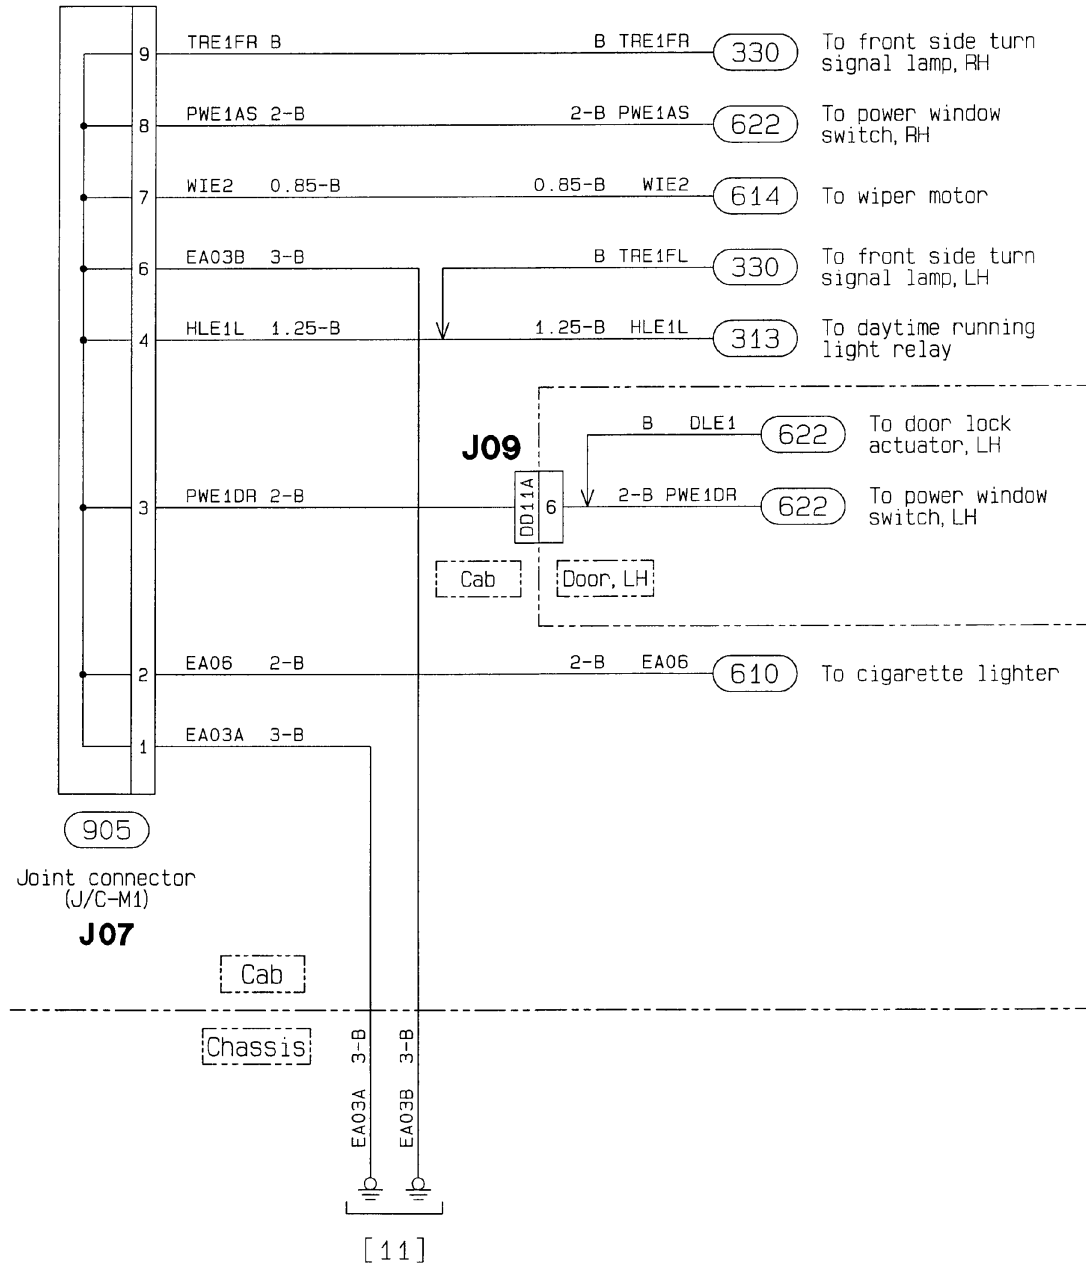 9 TRE1FR B B TRE1FR 330 To front side turn
signal lamp, RH
8 PWE1AS 2-B 2-B PWE1AS 622 To power window
switch, RH
7 WIE2 0.85-B 0.85-B WIE2 614 To wiper motor
6 EA03B 3-B B TRE1FL 330 To front side turn
signal lamp, LH
4 HLE1L 1.25-B 1.25-B HLE1L 313 To daytime running
light relay
B DLE1 622 To door lock
actuator, LH
J09
3 PWE1DR 2-B DD11A 6 2-B PWE1DR 622 To power window
switch, LH
Cab Door, LH
2 EA06 2-B 2-B EA06 610 To cigarette lighter
1 EA03A 3-B
905
Joint connector
(J/C-M1)
J07
Cab
Chassis
EA03A 3-B
EA03B 3-B
[11]